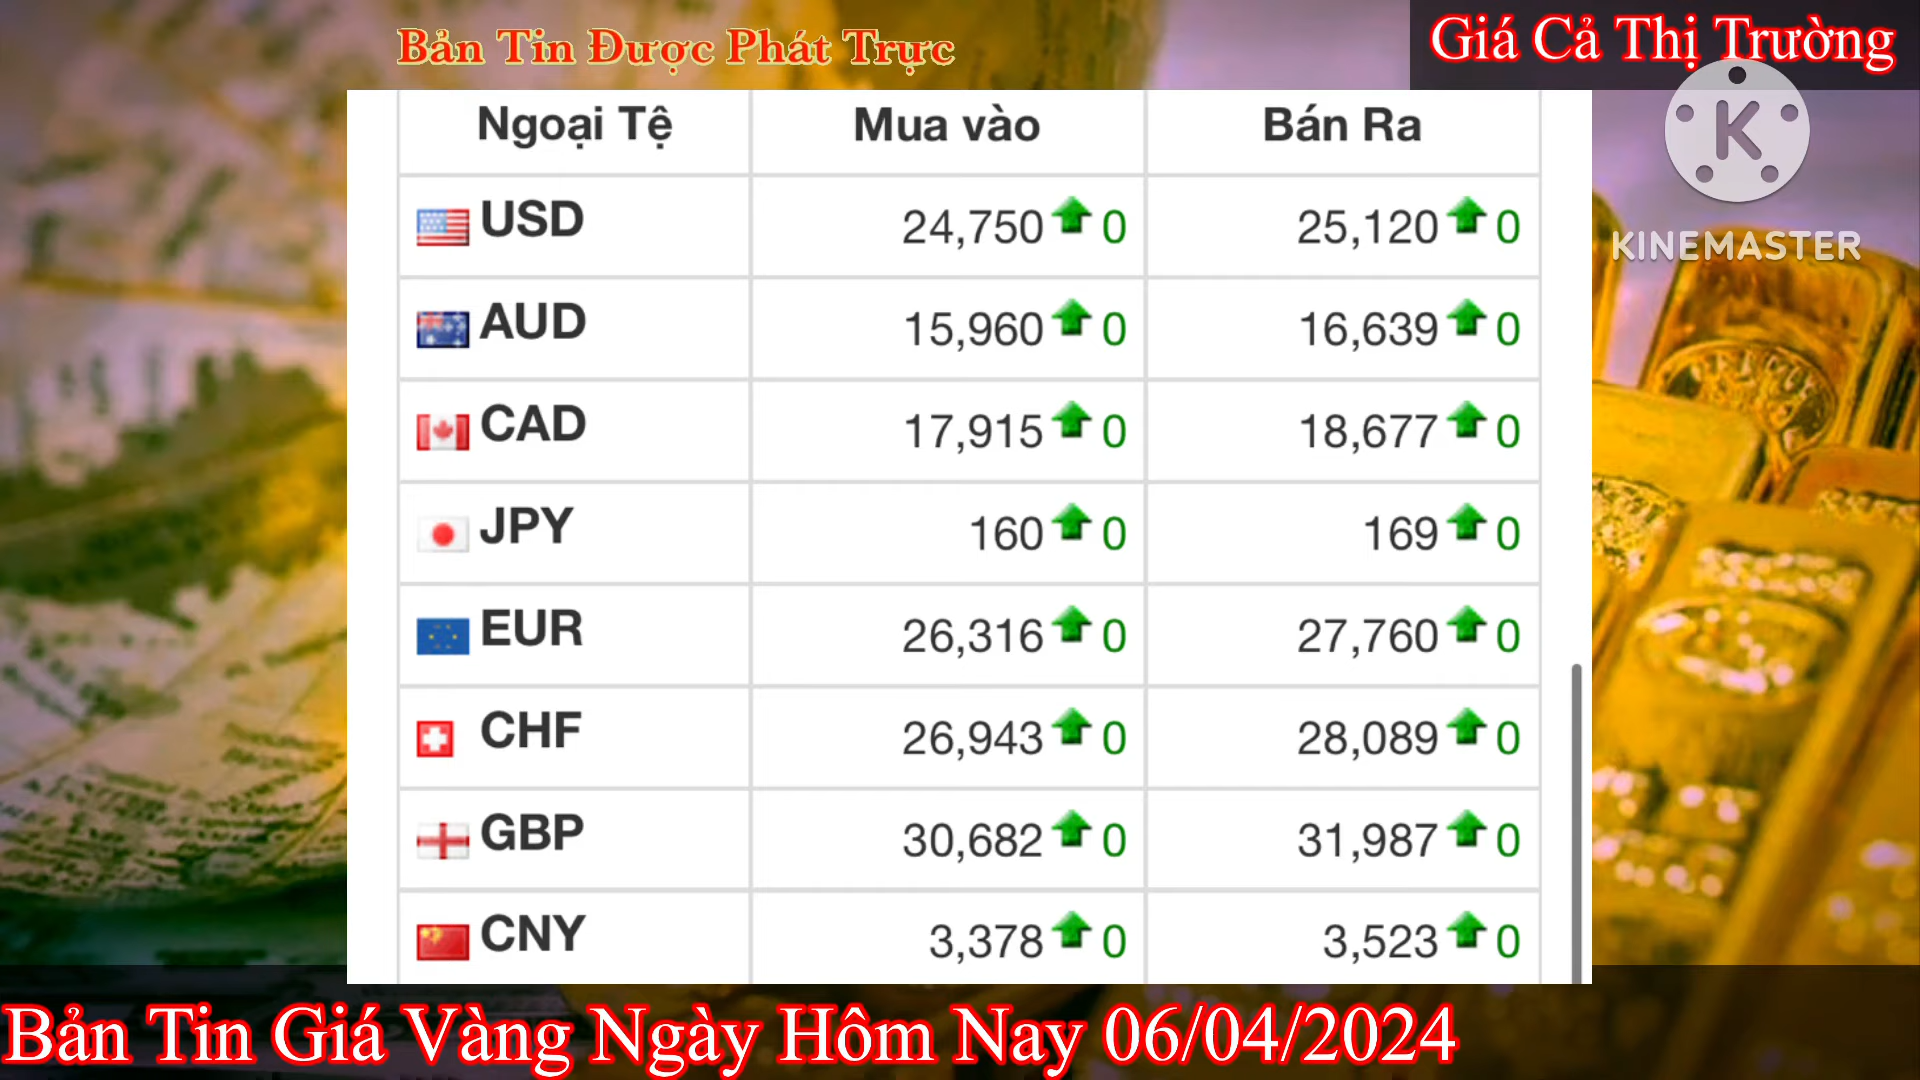 Bản Tin Được Phát Trực
Giá Cả Thị Trường
K
KINEMASTER
Ngoại Tệ Mua vào Bán Ra
USD 24,750 0 25,120 0
AUD 15,960 0 16,639 0
CAD 17,915 0 18,677 0
JPY 160 0 169 0
EUR 26,316 0 27,760 0
CHF 26,943 0 28,089 0
GBP 30,682 0 31,987 0
CNY 3,378 0 3,523 0
Bản Tin Giá Vàng Ngày Hôm Nay 06/04/2024